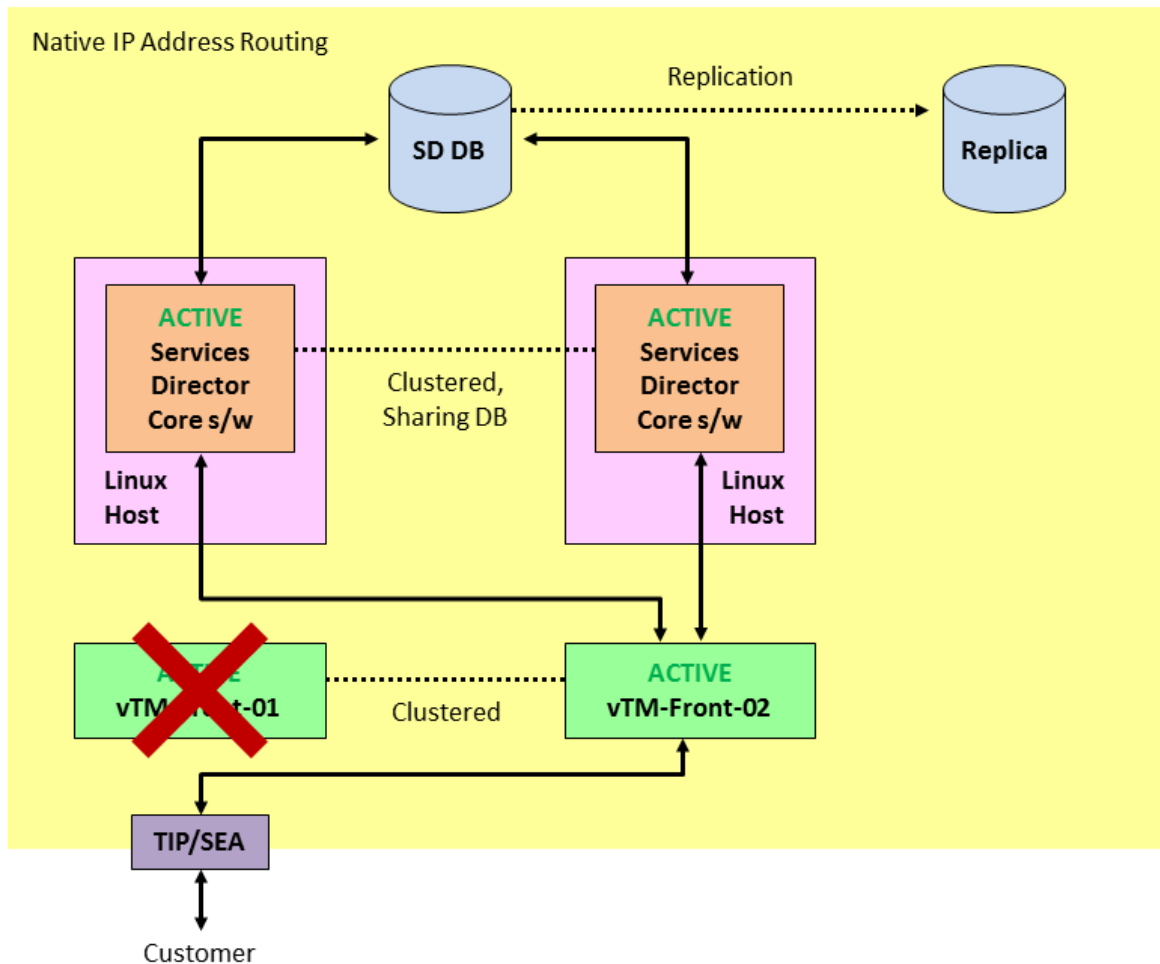 Native IP Address Routing
Replication
SD DB
Replica
ACTIVE
Services
Director
Core s/w
ACTIVE
Services
Director
Core s/w
Clustered,
Sharing DB
Linux
Host
Linux
Host
ACTIVE
vTM-Front-02
Clustered
TIP/SEA
Customer